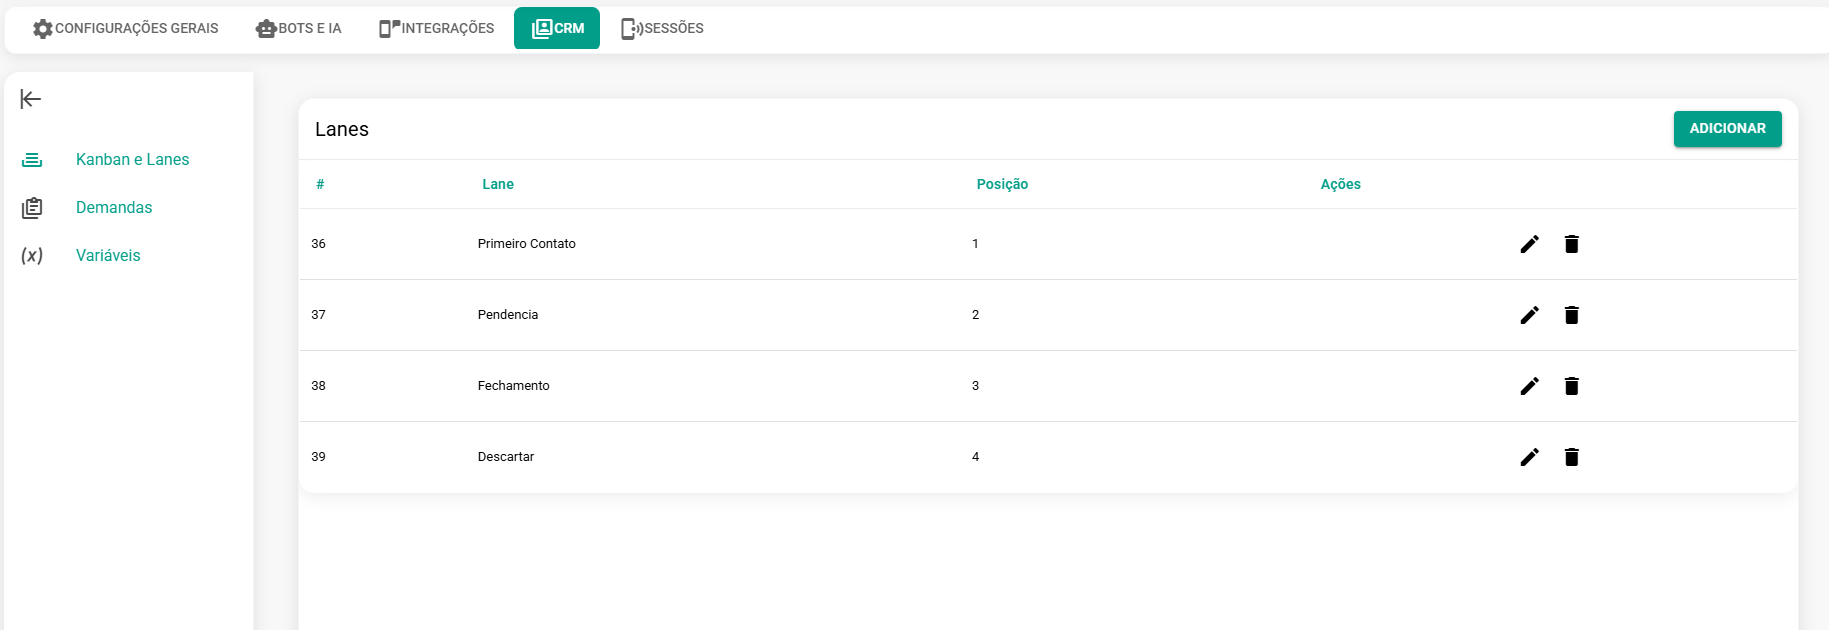 CONFIGURAÇÕES GERAIS BOTS E IA INTEGRAÇÕES CRM SESSÕES
Kanban e Lanes
Demandas
(x) Variáveis
Lanes ADICIONAR
# Lane Posição Ações
36 Primeiro Contato 1
37 Pendencia 2
38 Fechamento 3
39 Descartar 4